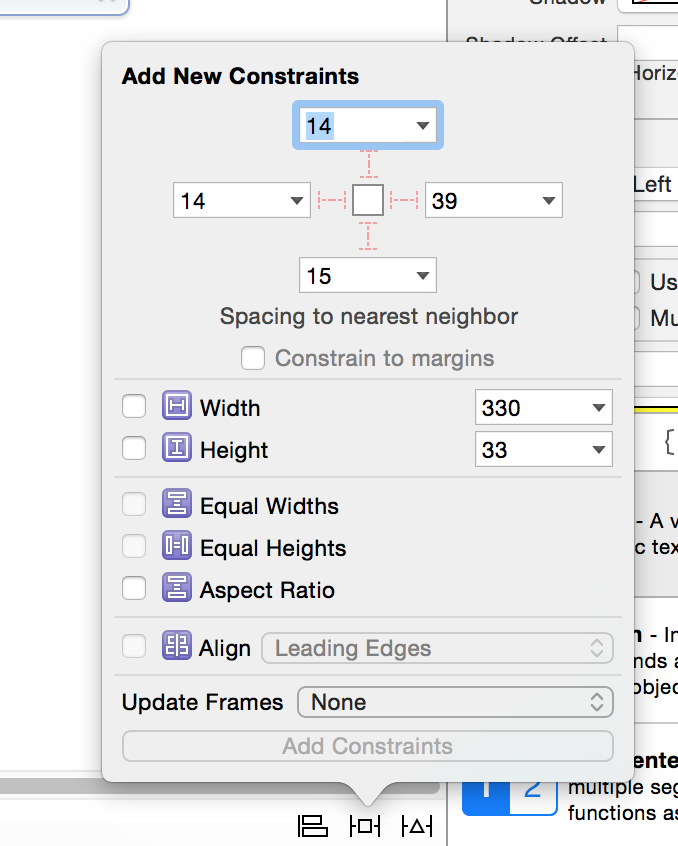 Shadow
Shadow Offset
Horiz
Add New Constraints
14
14
39
15
Left
Spacing to nearest neighbor
Us
Constrain to margins
Mu
Width
330
Height
33
{
Equal Widths
- A v
Equal Heights
c tex
Aspect Ratio
Align
Leading Edges
n - In
nds a
objec
Update Frames
None
Add Constraints
ente
1 2
multiple seg
functions as